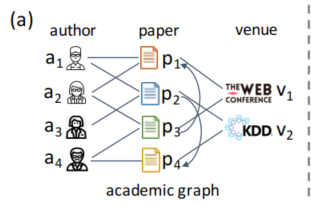 (a)
author paper venue
a1 p1
a2 p2 THE WEB CONFERENCE v1
a3 p3 KDD v2
a4 p4
academic graph